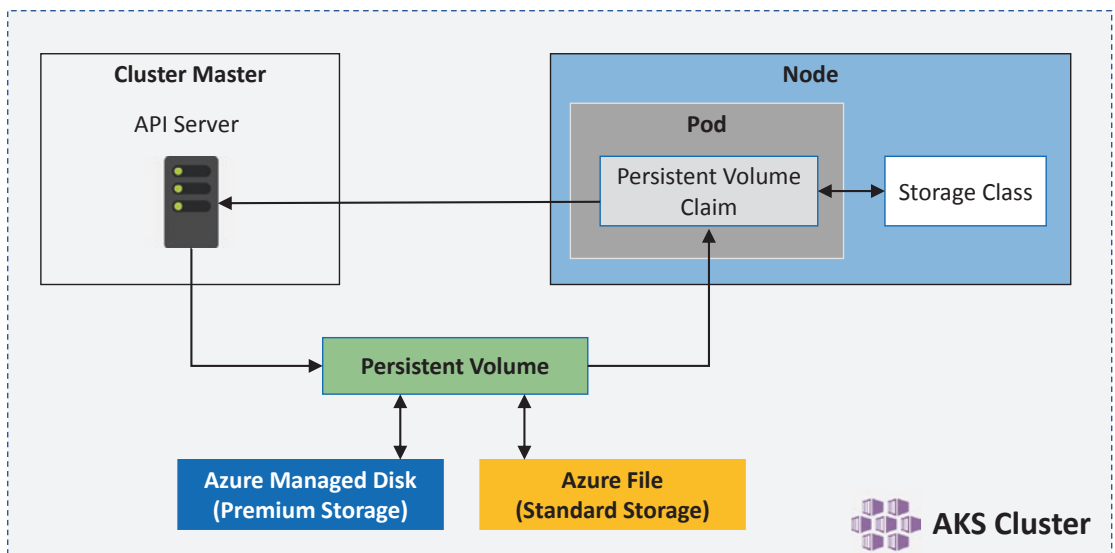 Cluster Master
API Server
Node
Pod
Persistent Volume
Claim
Storage Class
Persistent Volume
Azure Managed Disk
(Premium Storage)
Azure File
(Standard Storage)
AKS Cluster